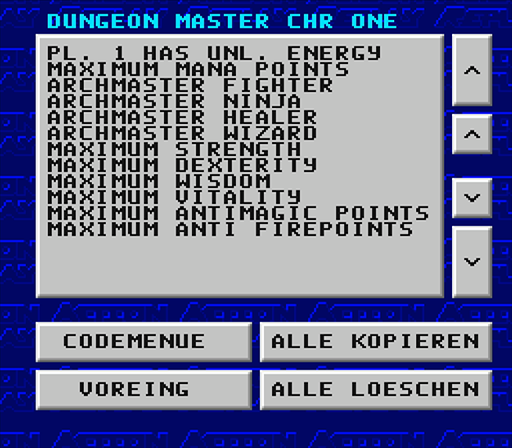 DUNGEON MASTER CHR ONE
PL. 1 HAS UNL. ENERGY
MAXIMUM MANA POINTS
ARCHMASTER FIGHTER
ARCHMASTER NINJA
ARCHMASTER HEALER
ARCHMASTER WIZARD
MAXIMUM STRENGTH
MAXIMUM DEXTERITY
MAXIMUM WISDOM
MAXIMUM VITALITY
MAXIMUM ANTIMAGIC POINTS
MAXIMUM ANTI FIREPOINTS
CODEMENUE
ALLE KOPIEREN
VOREING
ALLE LOESCHEN